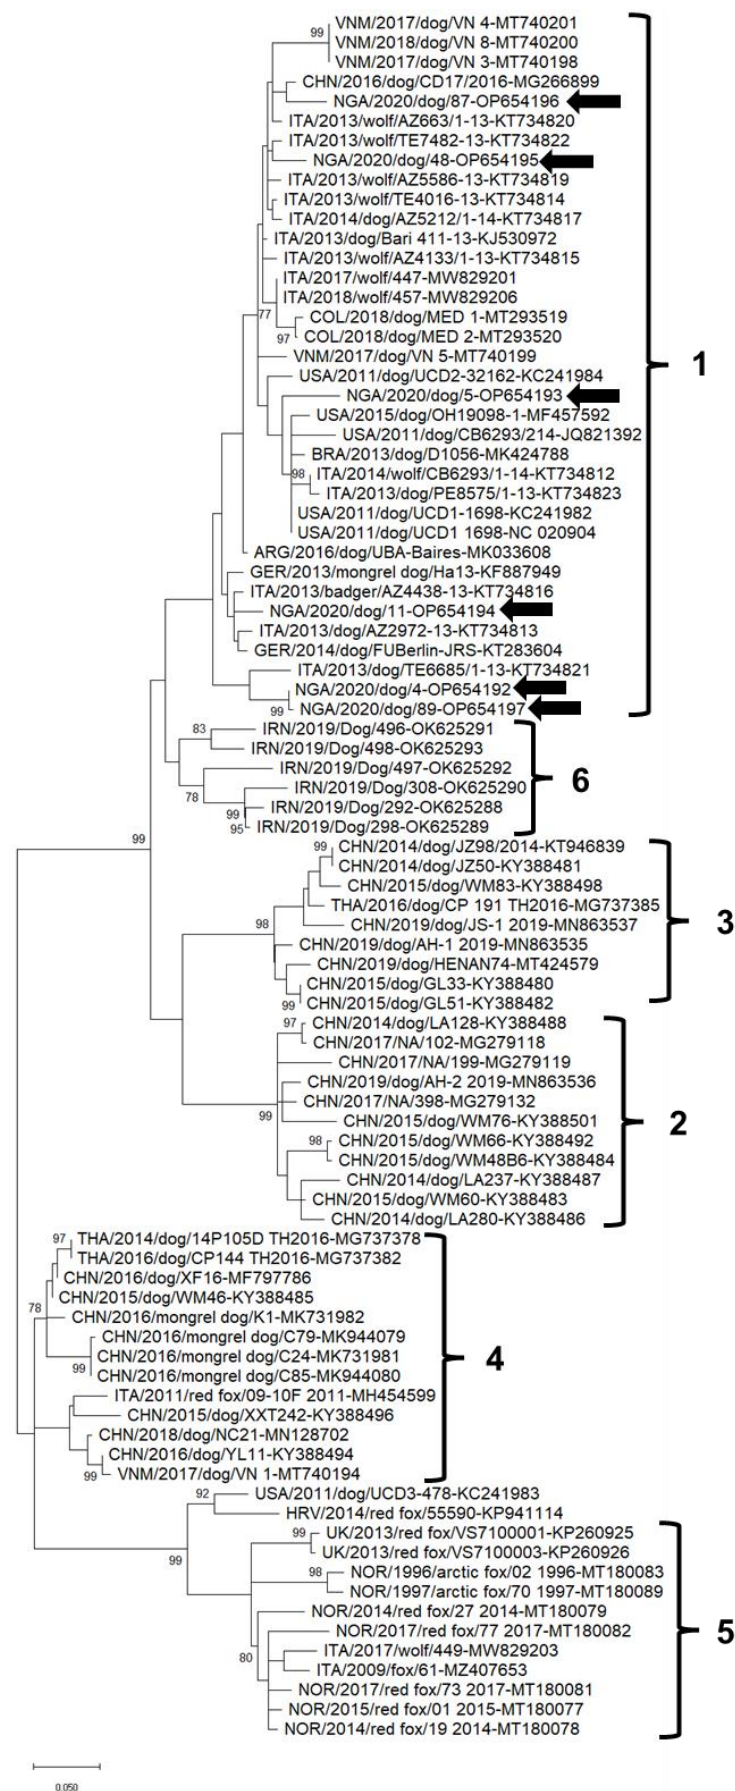 99
VNM/2017/dog/VN 4-MT740201
VNM/2018/dog/VN 8-MT740200
VNM/2017/dog/VN 3-MT740198
CHN/2016/dog/CD17/2016-MG266899
NGA/2020/dog/87-OP654196
ITA/2013/wolf/AZ663/1-13-KT734820
ITA/2013/wolf/TE7482-13-KT734822
NGA/2020/dog/48-OP654195
ITA/2013/wolf/AZ5586-13-KT734819
ITA/2013/wolf/TE4016-13-KT734814
ITA/2014/dog/AZ5212/1-14-KT734817
ITA/2013/dog/Bari 411-13-KJ530972
ITA/2013/wolf/AZ4133/1-13-KT734815
ITA/2017/wolf/447-MW829201
ITA/2018/wolf/457-MW829206
77
COL/2018/dog/MED 1-MT293519
97
COL/2018/dog/MED 2-MT293520
VNM/2017/dog/VN 5-MT740199
1
USA/2011/dog/UCD2-32162-KC241984
NGA/2020/dog/5-OP654193
USA/2015/dog/OH19098-1-MF457592
USA/2011/dog/CB6293/214-JQ821392
BRA/2013/dog/D1056-MK424788
98
ITA/2014/wolf/CB6293/1-14-KT734812
ITA/2013/dog/PE8575/1-13-KT734823
USA/2011/dog/UCD1-1698-KC241982
USA/2011/dog/UCD1 1698-NC 020904
ARG/2016/dog/UBA-Baires-MK033608
GER/2013/mongrel dog/Ha13-KF887949
ITA/2013/badger/AZ4438-13-KT734816
NGA/2020/dog/11-OP654194
ITA/2013/dog/AZ2972-13-KT734813
GER/2014/dog/FUBerlin-JRS-KT283604
ITA/2013/dog/TE6685/1-13-KT734821
NGA/2020/dog/4-OP654192
99
NGA/2020/dog/89-OP654197
83
IRN/2019/Dog/496-OK625291
IRN/2019/Dog/498-OK625293
IRN/2019/Dog/497-OK625292
6
78
IRN/2019/Dog/308-OK625290
99
IRN/2019/Dog/292-OK625288
95
IRN/2019/Dog/298-OK625289
99
99
CHN/2014/dog/JZ98/2014-KT946839
CHN/2014/dog/JZ50-KY388481
CHN/2015/dog/WM83-KY388498
THA/2016/dog/CP 191 TH2016-MG737385
98
CHN/2019/dog/JS-1 2019-MN863537
3
CHN/2019/dog/AH-1 2019-MN863535
CHN/2019/dog/HENAN74-MT424579
CHN/2015/dog/GL33-KY388480
99
CHN/2015/dog/GL51-KY388482
97
CHN/2014/dog/LA128-KY388488
CHN/2017/NA/102-MG279118
CHN/2017/NA/199-MG279119
CHN/2019/dog/AH-2 2019-MN863536
CHN/2017/NA/398-MG279132
99
CHN/2015/dog/WM76-KY388501
2
98
CHN/2015/dog/WM66-KY388492
CHN/2015/dog/WM48B6-KY388484
CHN/2014/dog/LA237-KY388487
CHN/2015/dog/WM60-KY388483
CHN/2014/dog/LA280-KY388486
97
THA/2014/dog/14P105D TH2016-MG737378
THA/2016/dog/CP144 TH2016-MG737382
CHN/2016/dog/XF16-MF797786
CHN/2015/dog/WM46-KY388485
78
CHN/2016/mongrel dog/K1-MK731982
CHN/2016/mongrel dog/C79-MK944079
CHN/2016/mongrel dog/C24-MK731981
4
99
CHN/2016/mongrel dog/C85-MK944080
ITA/2011/red fox/09-10F 2011-MH454599
CHN/2015/dog/XXT242-KY388496
CHN/2018/dog/NC21-MN128702
CHN/2016/dog/YL11-KY388494
99
VNM/2017/dog/VN 1-MT740194
92
USA/2011/dog/UCD3-478-KC241983
HRV/2014/red fox/55590-KP941114
99
99
UK/2013/red fox/VS7100001-KP260925
UK/2013/red fox/VS7100003-KP260926
98
NOR/1996/arctic fox/02 1996-MT180083
NOR/1997/arctic fox/70 1997-MT180089
NOR/2014/red fox/27 2014-MT180079
NOR/2017/red fox/77 2017-MT180082
5
80
ITA/2017/wolf/449-MW829203
ITA/2009/fox/61-MZ407653
NOR/2017/red fox/73 2017-MT180081
NOR/2015/red fox/01 2015-MT180077
NOR/2014/red fox/19 2014-MT180078
0.050